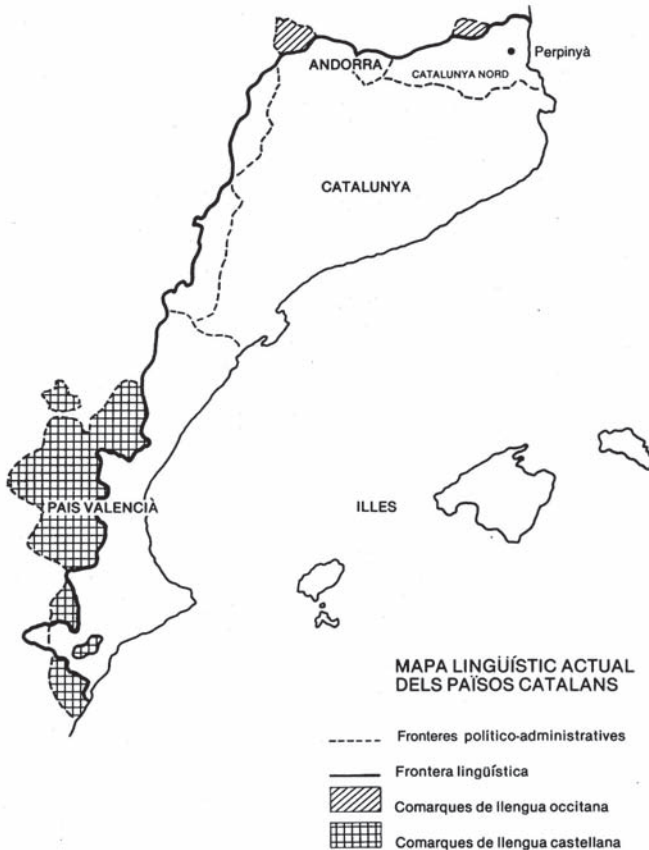 Perpinyà
ANDORRA
CATALUNYA NORD
CATALUNYA
PAIS VALENCIÀ
ILLES
MAPA LINGÜÍSTIC ACTUAL
DELS PAÏSOS CATALANS
Fronteres político-administratives
Frontera lingüística
Comarques de llengua occitana
Comarques de llengua castellana